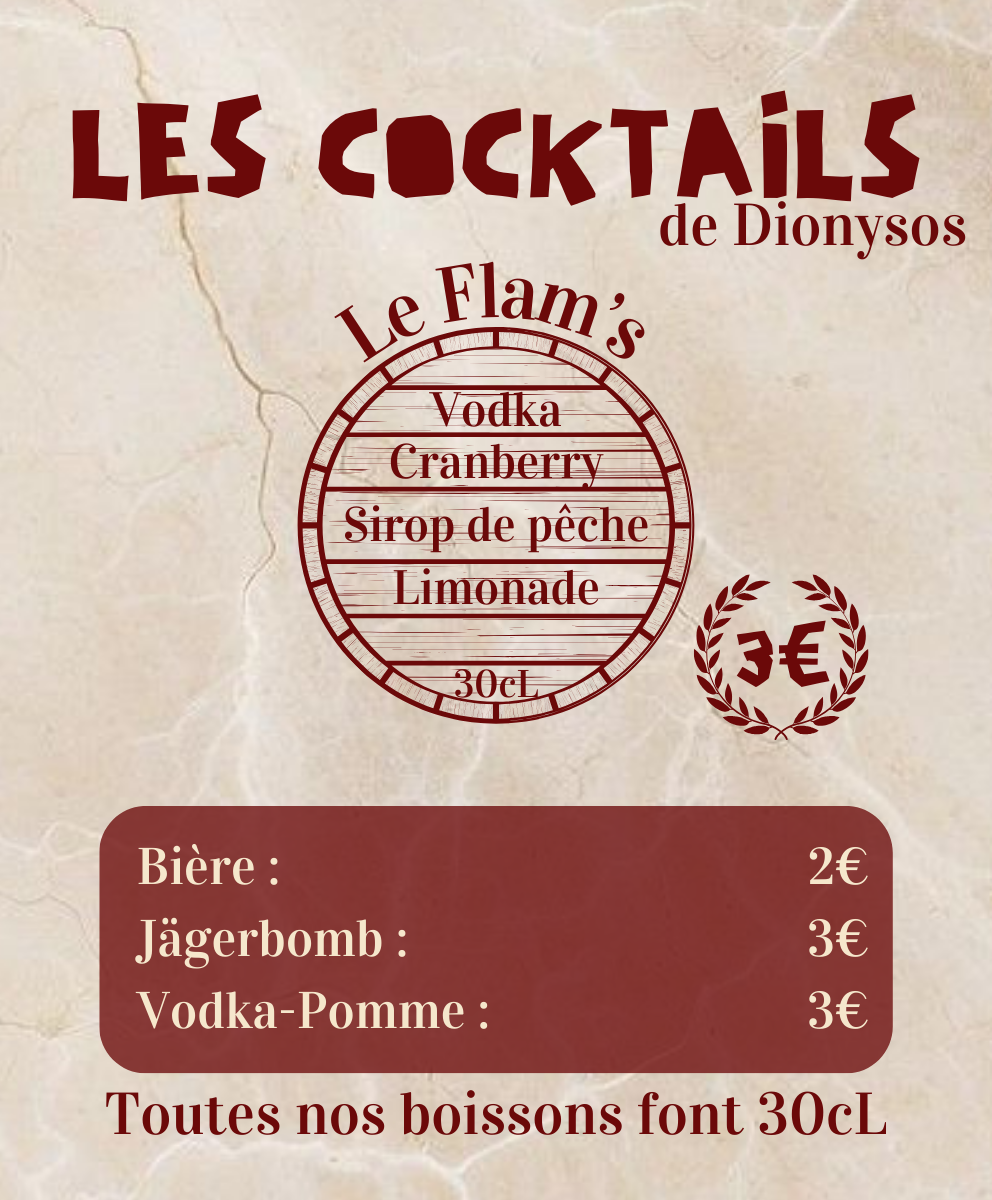 LES COCKTAiLS
de Dionysos
Le Flam's
Vodka
Cranberry
Sirop de pêche
Limonade
30cL
3€
Bière : 2€
Jägerbomb : 3€
Vodka-Pomme : 3€
Toutes nos boissons font 30cL